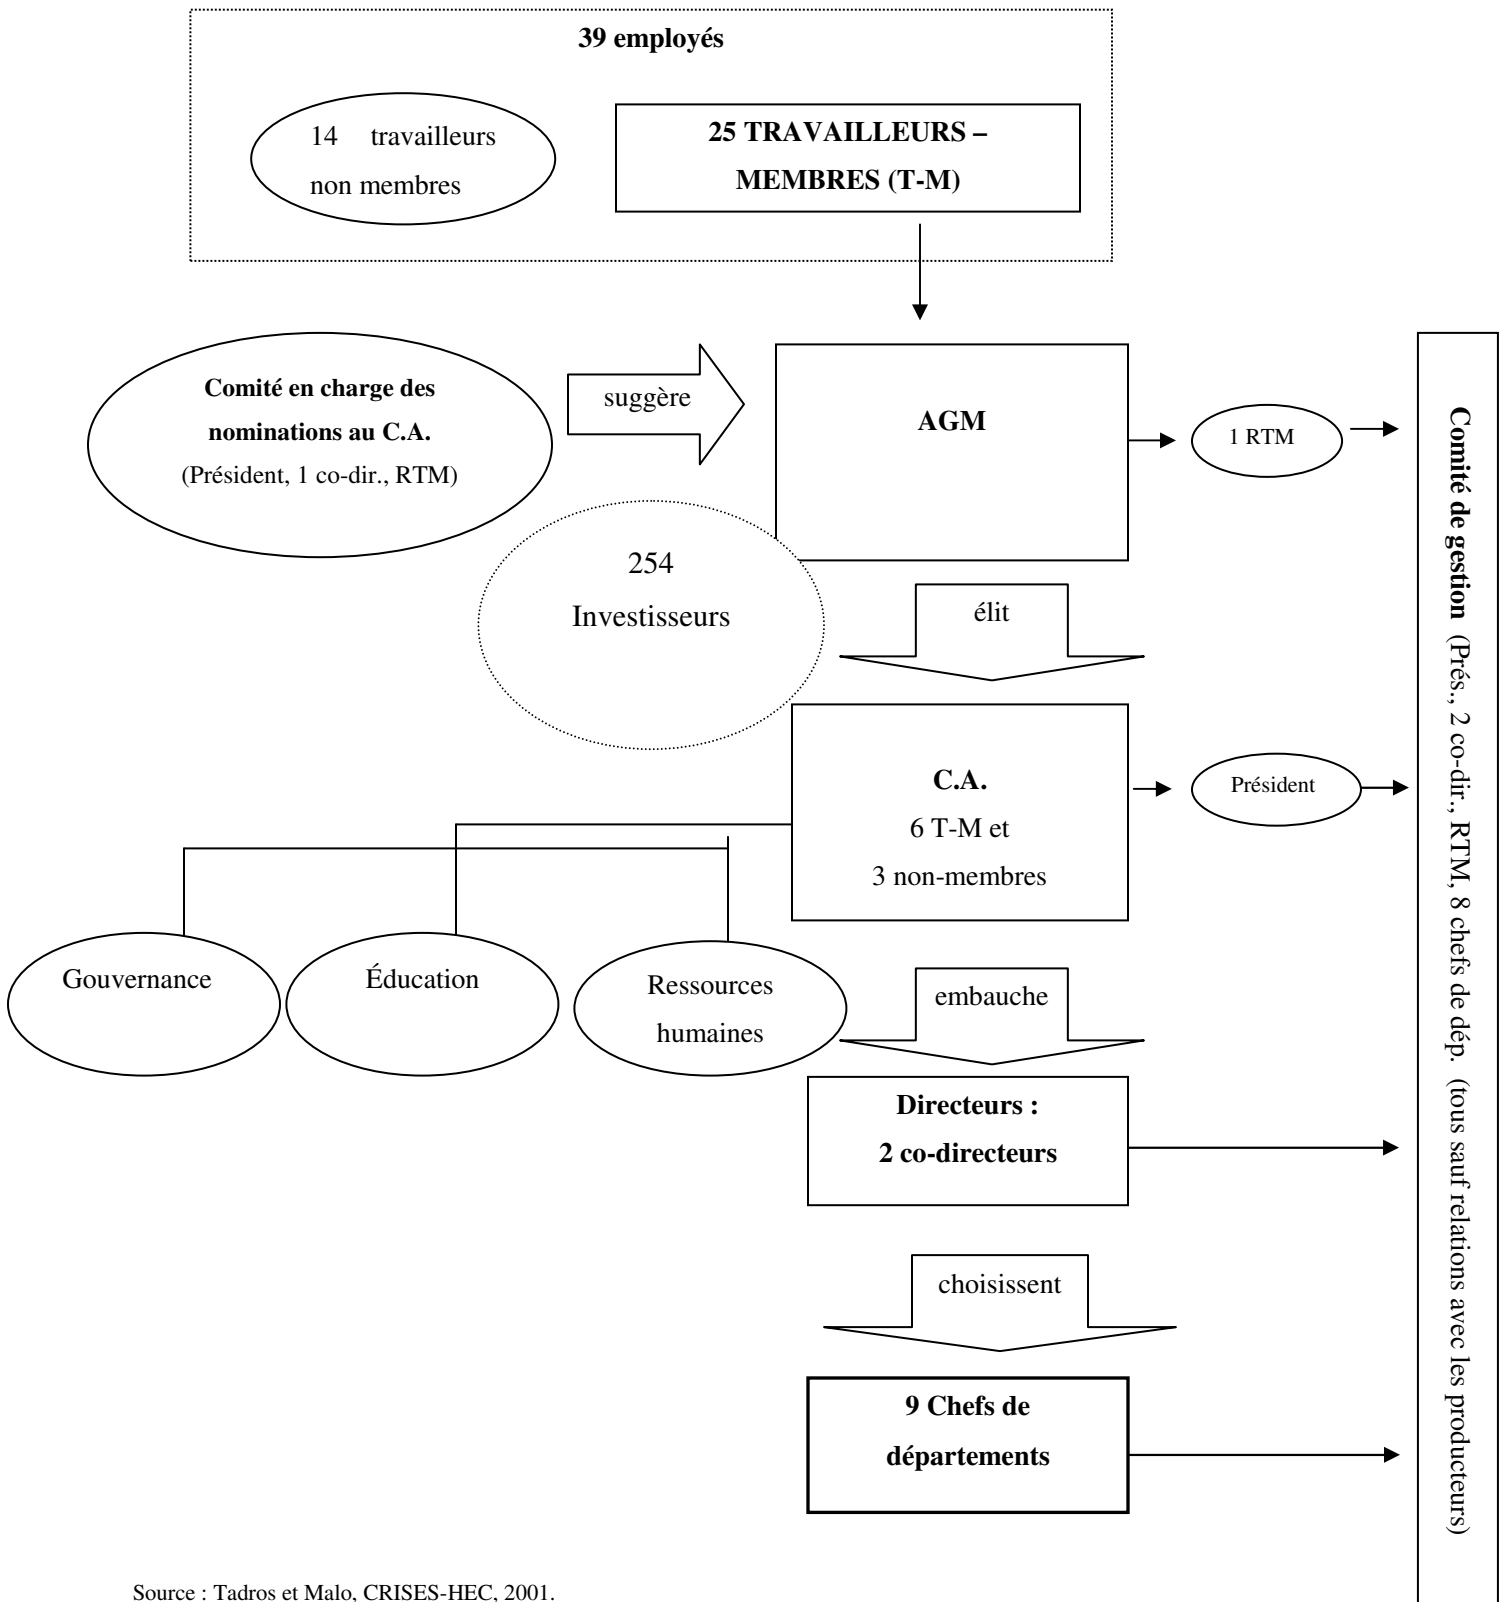 39 employés
14 travailleurs
non membres
25 TRAVAILLEURS –
MEMBRES (T-M)
Comité en charge des
nominations au C.A.
(Président, 1 co-dir., RTM)
suggère
AGM
1 RTM
254
Investisseurs
élit
C.A.
6 T-M et
3 non-membres
Président
Gouvernance
Éducation
Ressources
humaines
embauche
Directeurs :
2 co-directeurs
choisissent
9 Chefs de
départements
Comité de gestion (Prés., 2 co-dir., RTM, 8 chefs de dép. (tous sauf relations avec les producteurs)
Source : Tadros et Malo, CRISES-HEC, 2001.